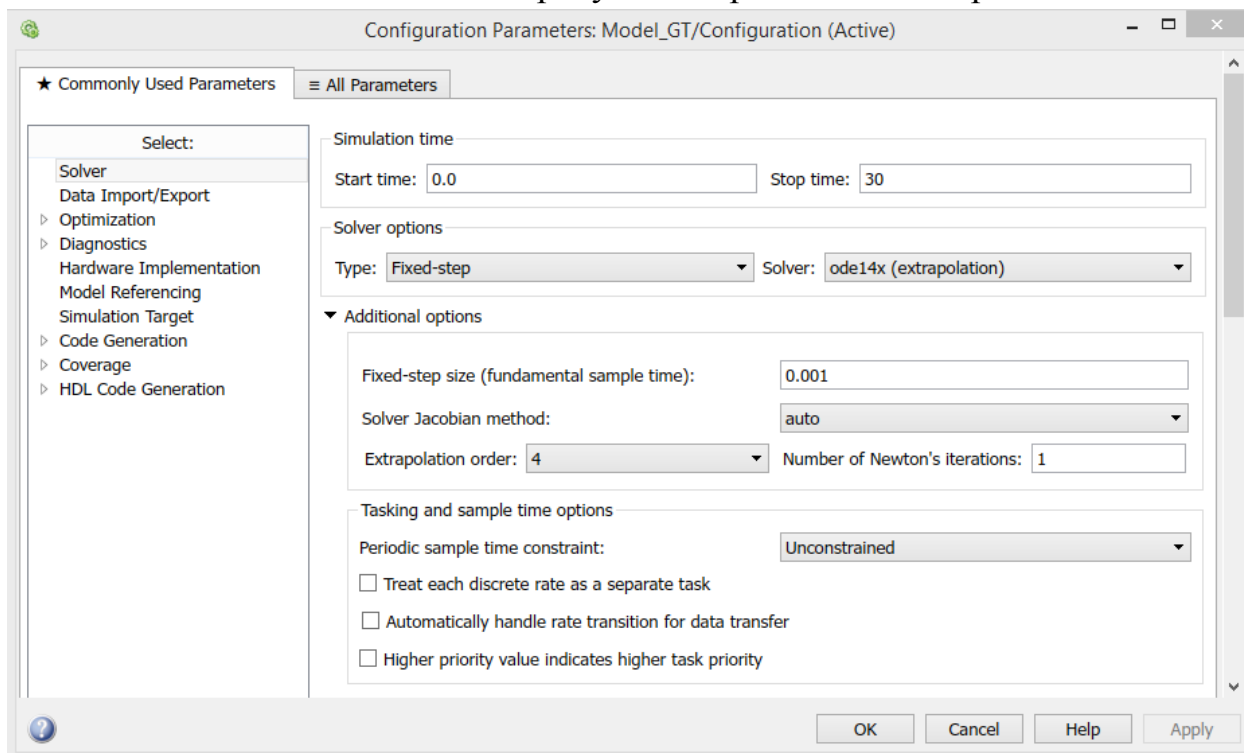 Configuration Parameters: Model_GT/Configuration (Active)
★ Commonly Used Parameters
≡ All Parameters
Select:
Solver
Data Import/Export
Optimization
Diagnostics
Hardware Implementation
Model Referencing
Simulation Target
Code Generation
Coverage
HDL Code Generation
Simulation time
Start time: 0.0 Stop time: 30
Solver options
Type: Fixed-step Solver: ode14x (extrapolation)
Additional options
Fixed-step size (fundamental sample time): 0.001
Solver Jacobian method: auto
Extrapolation order: 4 Number of Newton's iterations: 1
Tasking and sample time options
Periodic sample time constraint: Unconstrained
Treat each discrete rate as a separate task
Automatically handle rate transition for data transfer
Higher priority value indicates higher task priority
OK Cancel Help Apply